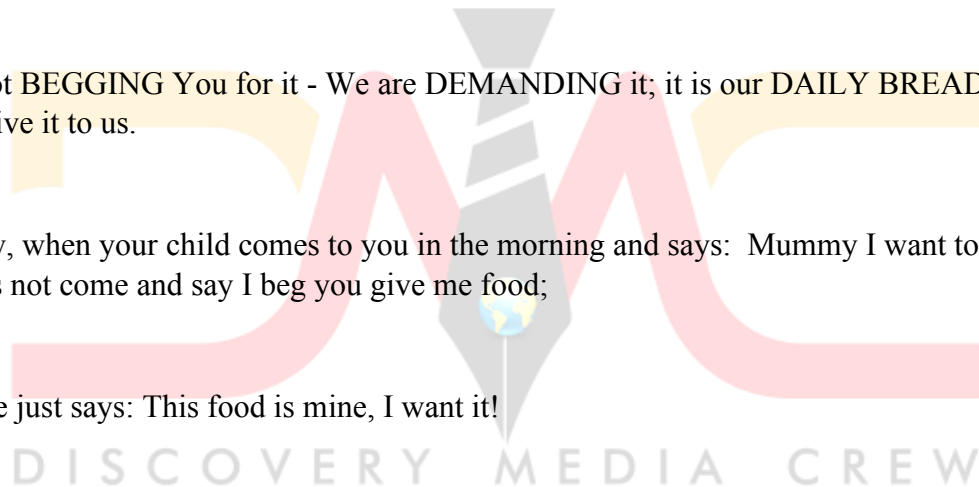 ot BEGGING You for it - We are DEMANDING it; it is our DAILY BREAD
ive it to us.
y, when your child comes to you in the morning and says: Mummy I want to
s not come and say I beg you give me food;
e just says: This food is mine, I want it!
DISCOVERY MEDIA CREW